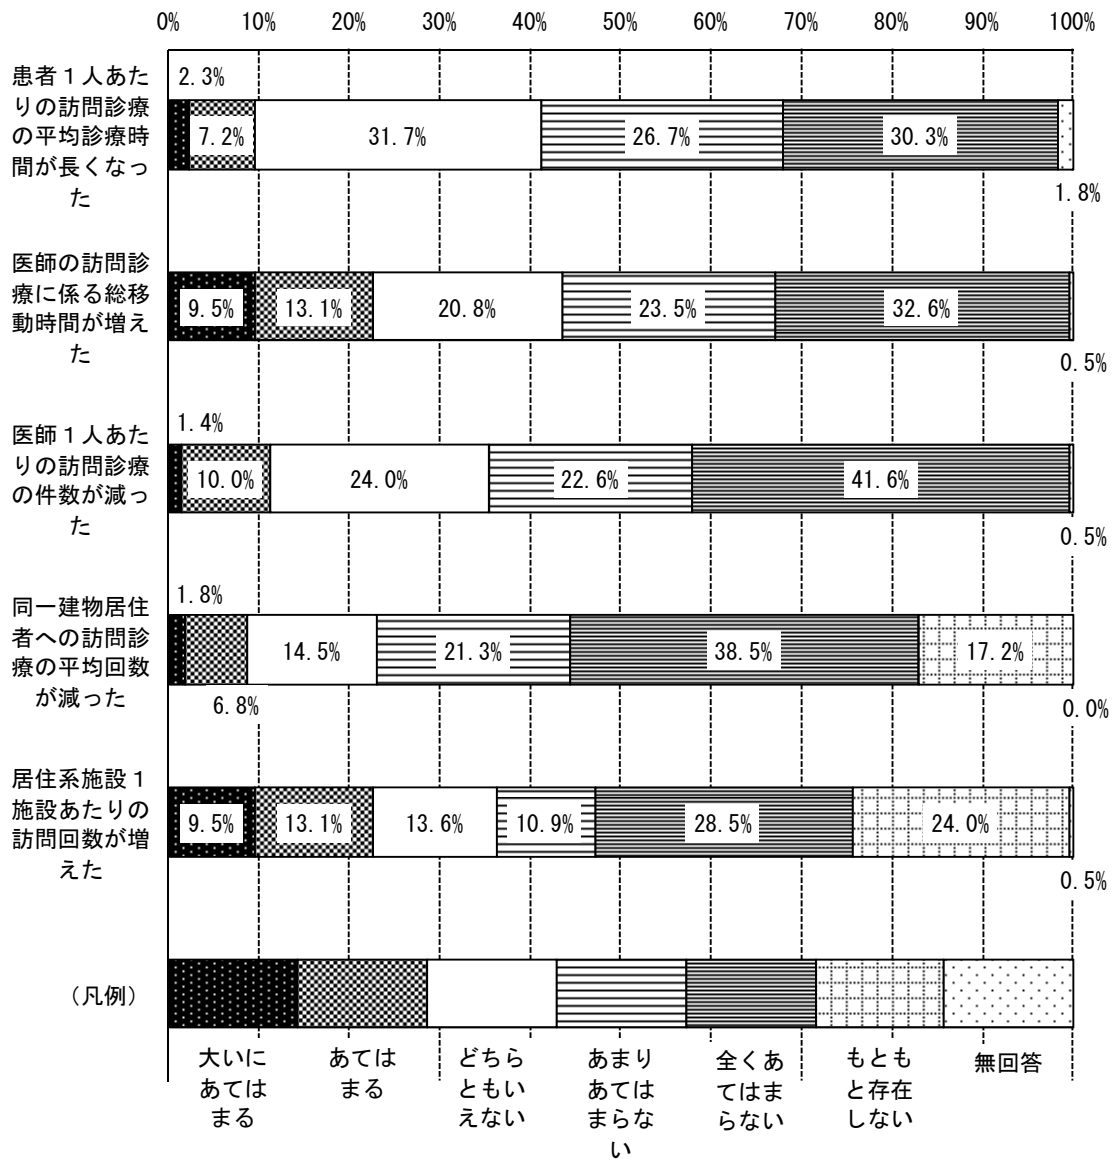 0% 10% 20% 30% 40% 50% 60% 70% 80% 90% 100%
患者１人あた
りの訪問診療
の平均診療時
間が長くなっ
た
2.3%
7.2% 31.7% 26.7% 30.3%
1.8%
医師の訪問診
療に係る総移
動時間が増え
た
9.5% 13.1% 20.8% 23.5% 32.6%
0.5%
医師１人あた
りの訪問診療
の件数が減っ
た
1.4%
10.0% 24.0% 22.6% 41.6%
0.5%
同一建物居住
者への訪問診
療の平均回数
が減った
1.8%
14.5% 21.3% 38.5% 17.2%
6.8% 0.0%
居住系施設１
施設あたりの
訪問回数が増
えた
9.5% 13.1% 13.6% 10.9% 28.5% 24.0%
0.5%
（凡例）
大いに
あては
まる
あては
まる
どちら
ともい
えない
あまり
あては
まらな
い
全くあ
てはま
らない
もとも
と存在
しない
無回答